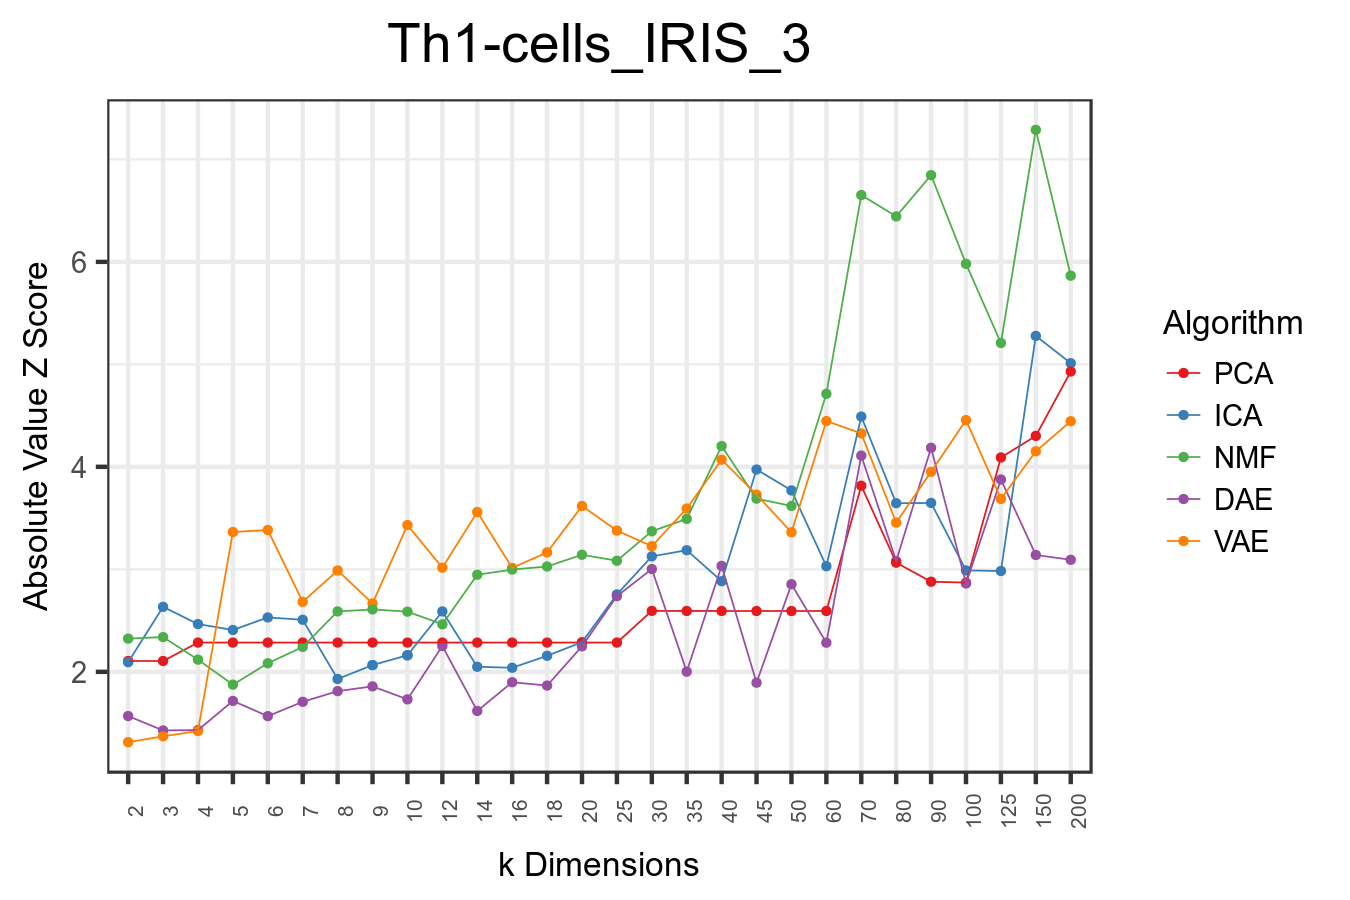 Th1-cells_IRIS_3
Absolute Value Z Score
6
4
2
2 3 4 5 6 7 8 9 10 12 14 16 18 20 25 30 35 40 45 50 60 70 80 90 100 125 150 200
k Dimensions
Algorithm
PCA
ICA
NMF
DAE
VAE